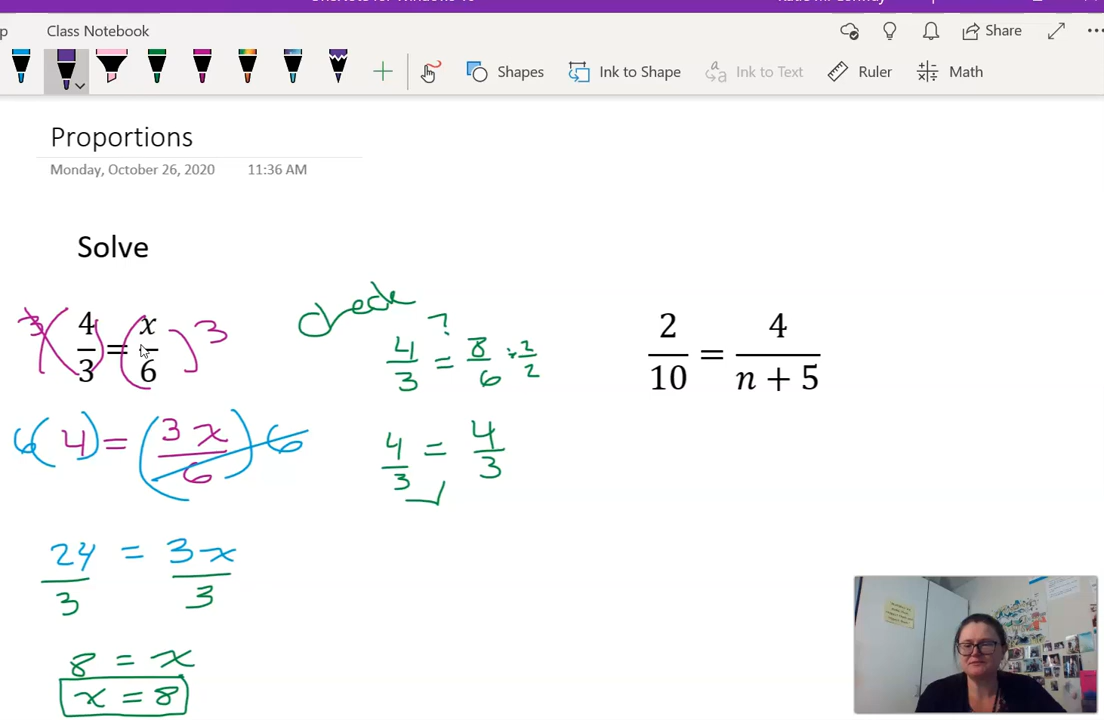 Class Notebook
Share
Shapes
Ink to Shape
Ink to Text
Ruler
Math
Proportions
Monday, October 26, 2020 11:36 AM
Solve
3(4/3) = (x/6)3
6(4) = (3x/6)6
24/3 = 3x/3
8 = x
x = 8
check
?
4/3 = 8/6 ÷ 2/2
4/3 = 4/3 ✓
2/10 = 4/(n + 5)